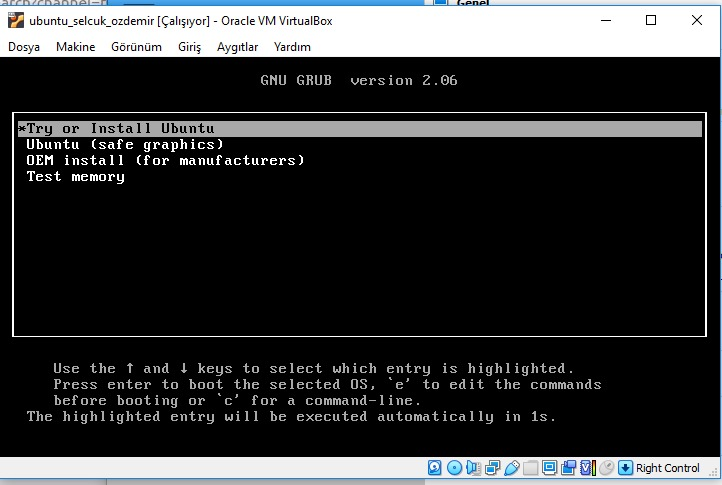 Genel
ubuntu_selcuk_ozdemir [Çalışıyor] - Oracle VM VirtualBox
Dosya Makine Görünüm Giriş Aygıtlar Yardım
GNU GRUB version 2.06
*Try or Install Ubuntu
Ubuntu (safe graphics)
OEM install (for manufacturers)
Test memory
Use the ↑ and ↓ keys to select which entry is highlighted.
Press enter to boot the selected OS, `e' to edit the commands
before booting or `c' for a command-line.
The highlighted entry will be executed automatically in 1s.
Right Control